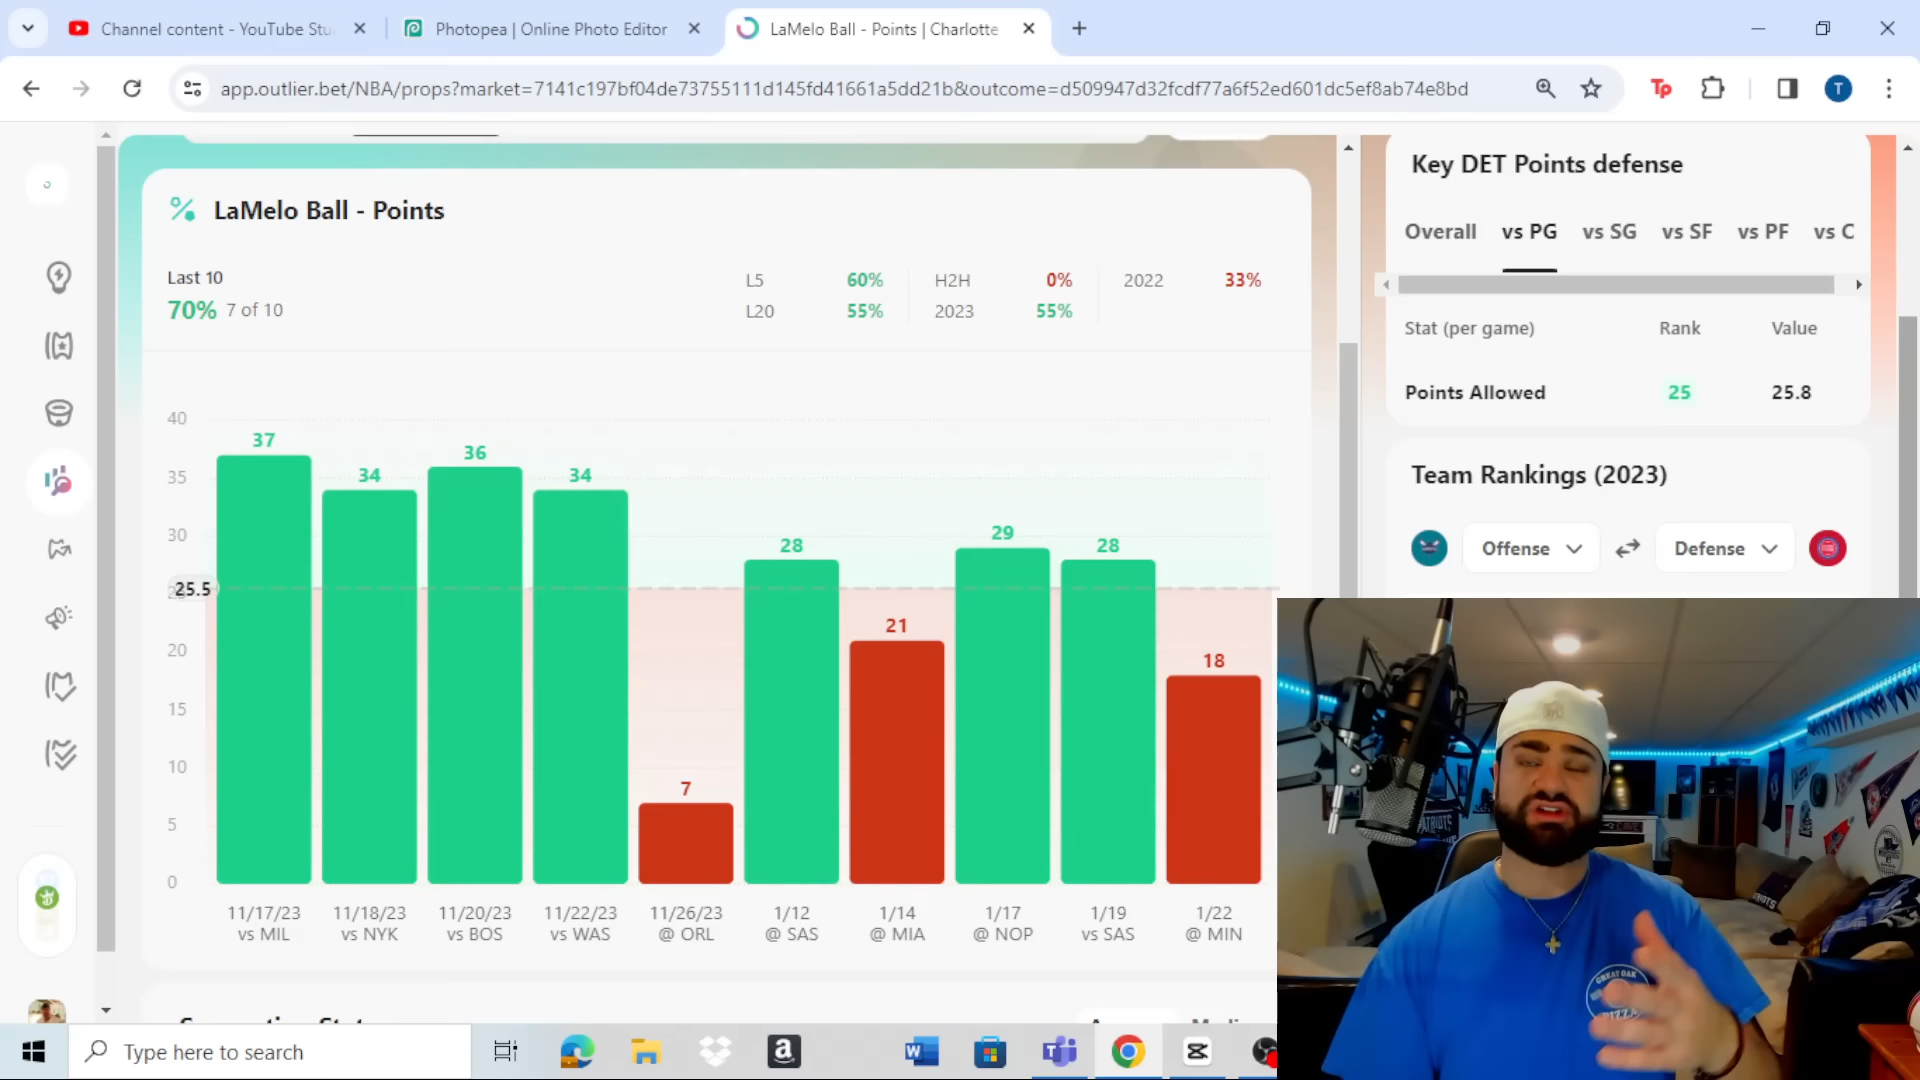 Channel content - YouTube Stu
Photopea | Online Photo Editor
LaMelo Ball - Points | Charlotte
app.outlier.bet/NBA/props?market=7141c197bf04de73755111d145fd41661a5dd21b&outcome=d509947d32fcdf77a6f52ed601dc5ef8ab74e8bd
Tp
T
LaMelo Ball - Points
Last 10
70% 7 of 10
L5 60% H2H 0% 2022 33%
L20 55% 2023 55%
40
35
30
25.5
20
15
10
5
0
37
34
36
34
7
28
21
29
28
18
11/17/23 11/18/23 11/20/23 11/22/23 11/26/23 1/12 1/14 1/17 1/19 1/22
vs MIL vs NYK vs BOS vs WAS @ ORL @ SAS @ MIA @ NOP vs SAS @ MIN
Key DET Points defense
Overall vs PG vs SG vs SF vs PF vs C
Stat (per game) Rank Value
Points Allowed 25 25.8
Team Rankings (2023)
Offense Defense
PATRIOTS
GREAT OAK
PIZZA
Type here to search